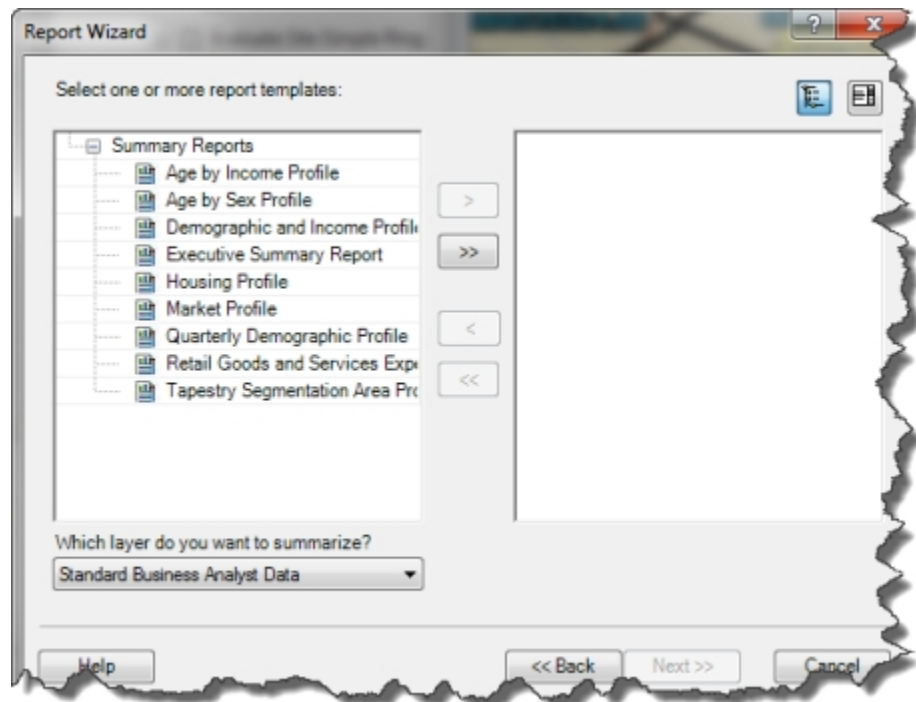 Report Wizard
?
X
Select one or more report templates:
Summary Reports
Age by Income Profile
Age by Sex Profile
Demographic and Income Profile
Executive Summary Report
Housing Profile
Market Profile
Quarterly Demographic Profile
Retail Goods and Services Exp
Tapestry Segmentation Area Pro
>
>>
<
<<
Which layer do you want to summarize?
Standard Business Analyst Data
Help
<< Back
Next >>
Cancel